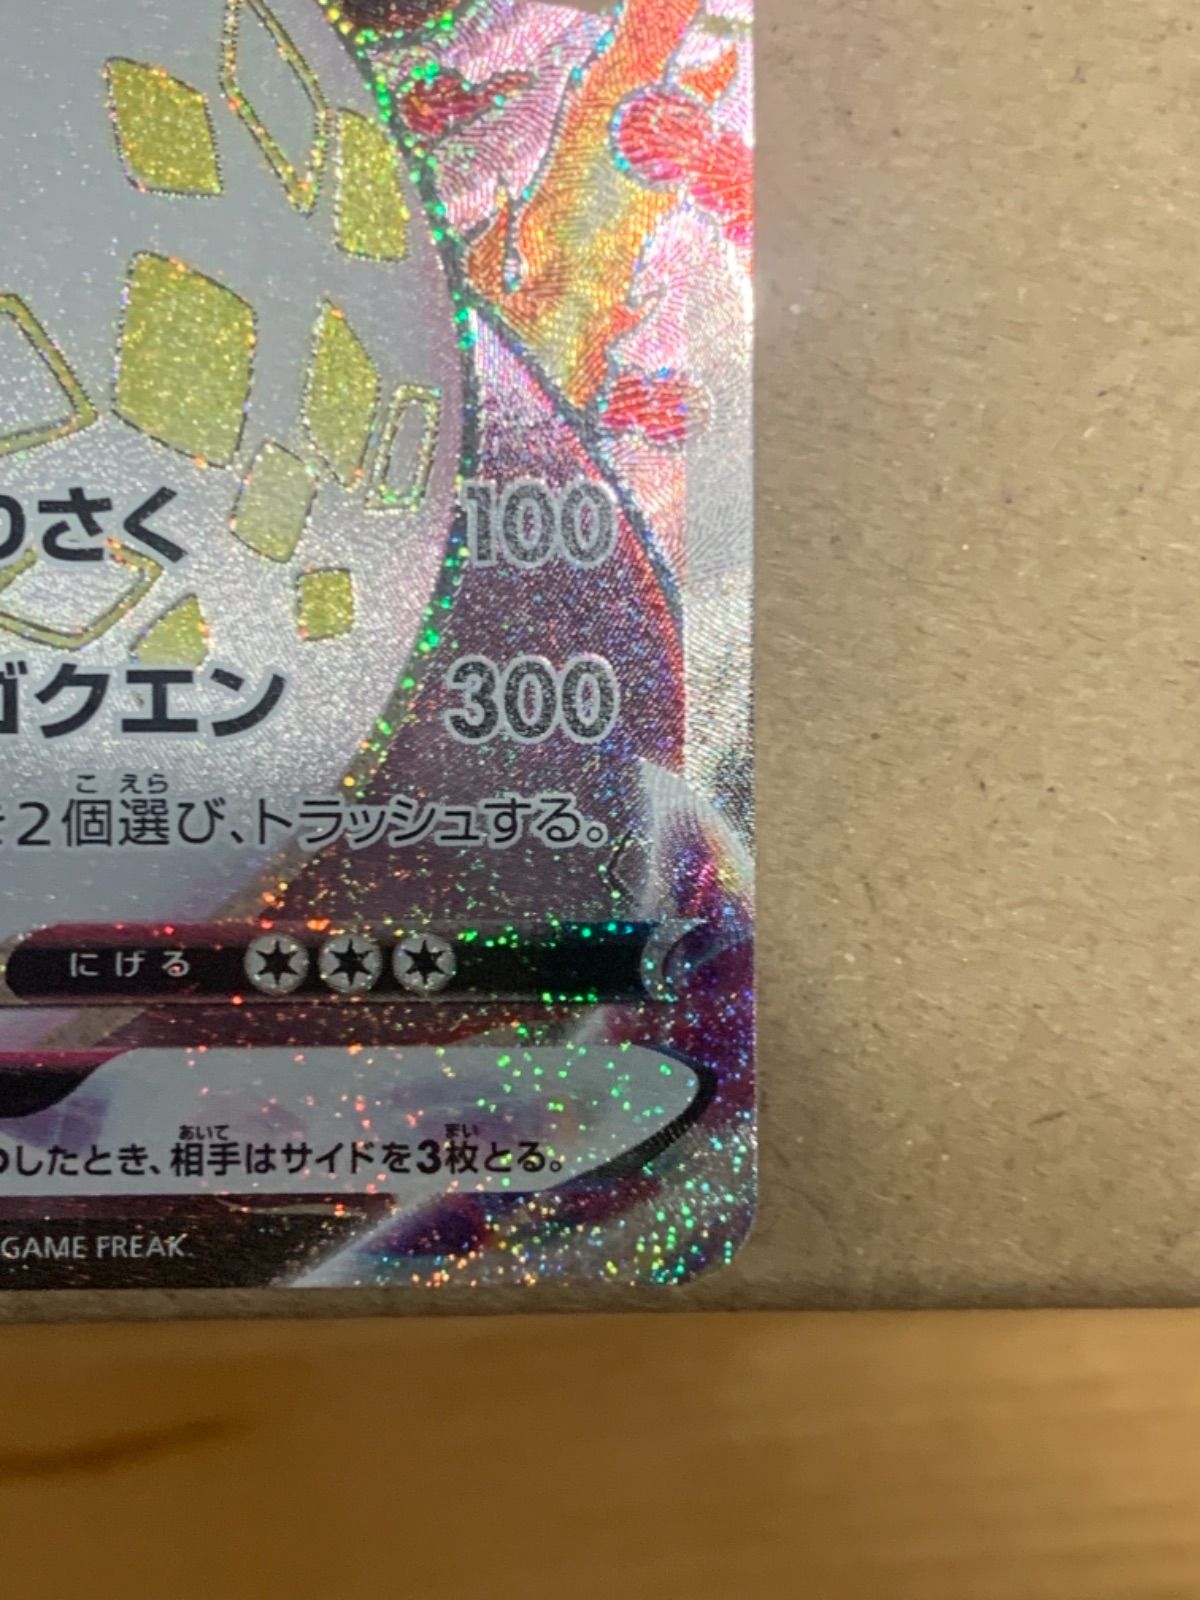 りさく 100
ゴクエン 300
を2個選び、トラッシュする。
こ えら
にげる
したとき、相手はサイドを3枚とる。
あいて まい
GAME FREAK.